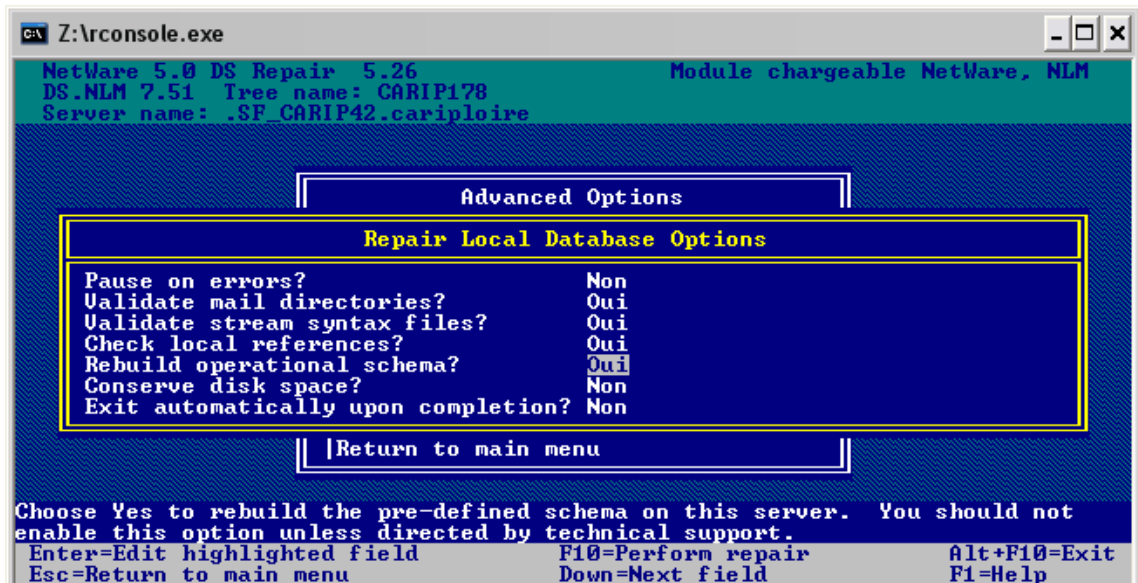 Z:\rconsole.exe
NetWare 5.0 DS Repair 5.26 Module chargeable NetWare, NLM
DS.NLM 7.51 Tree name: CARIP178
Server name: .SF_CARIP42.cariploire
Advanced Options
Repair Local Database Options
Pause on errors? Non
Validate mail directories? Oui
Validate stream syntax files? Oui
Check local references? Oui
Rebuild operational schema? Oui
Conserve disk space? Non
Exit automatically upon completion? Non
Return to main menu
Choose Yes to rebuild the pre-defined schema on this server. You should not
enable this option unless directed by technical support.
Enter=Edit highlighted field F10=Perform repair Alt+F10=Exit
Esc=Return to main menu Down=Next field F1=Help